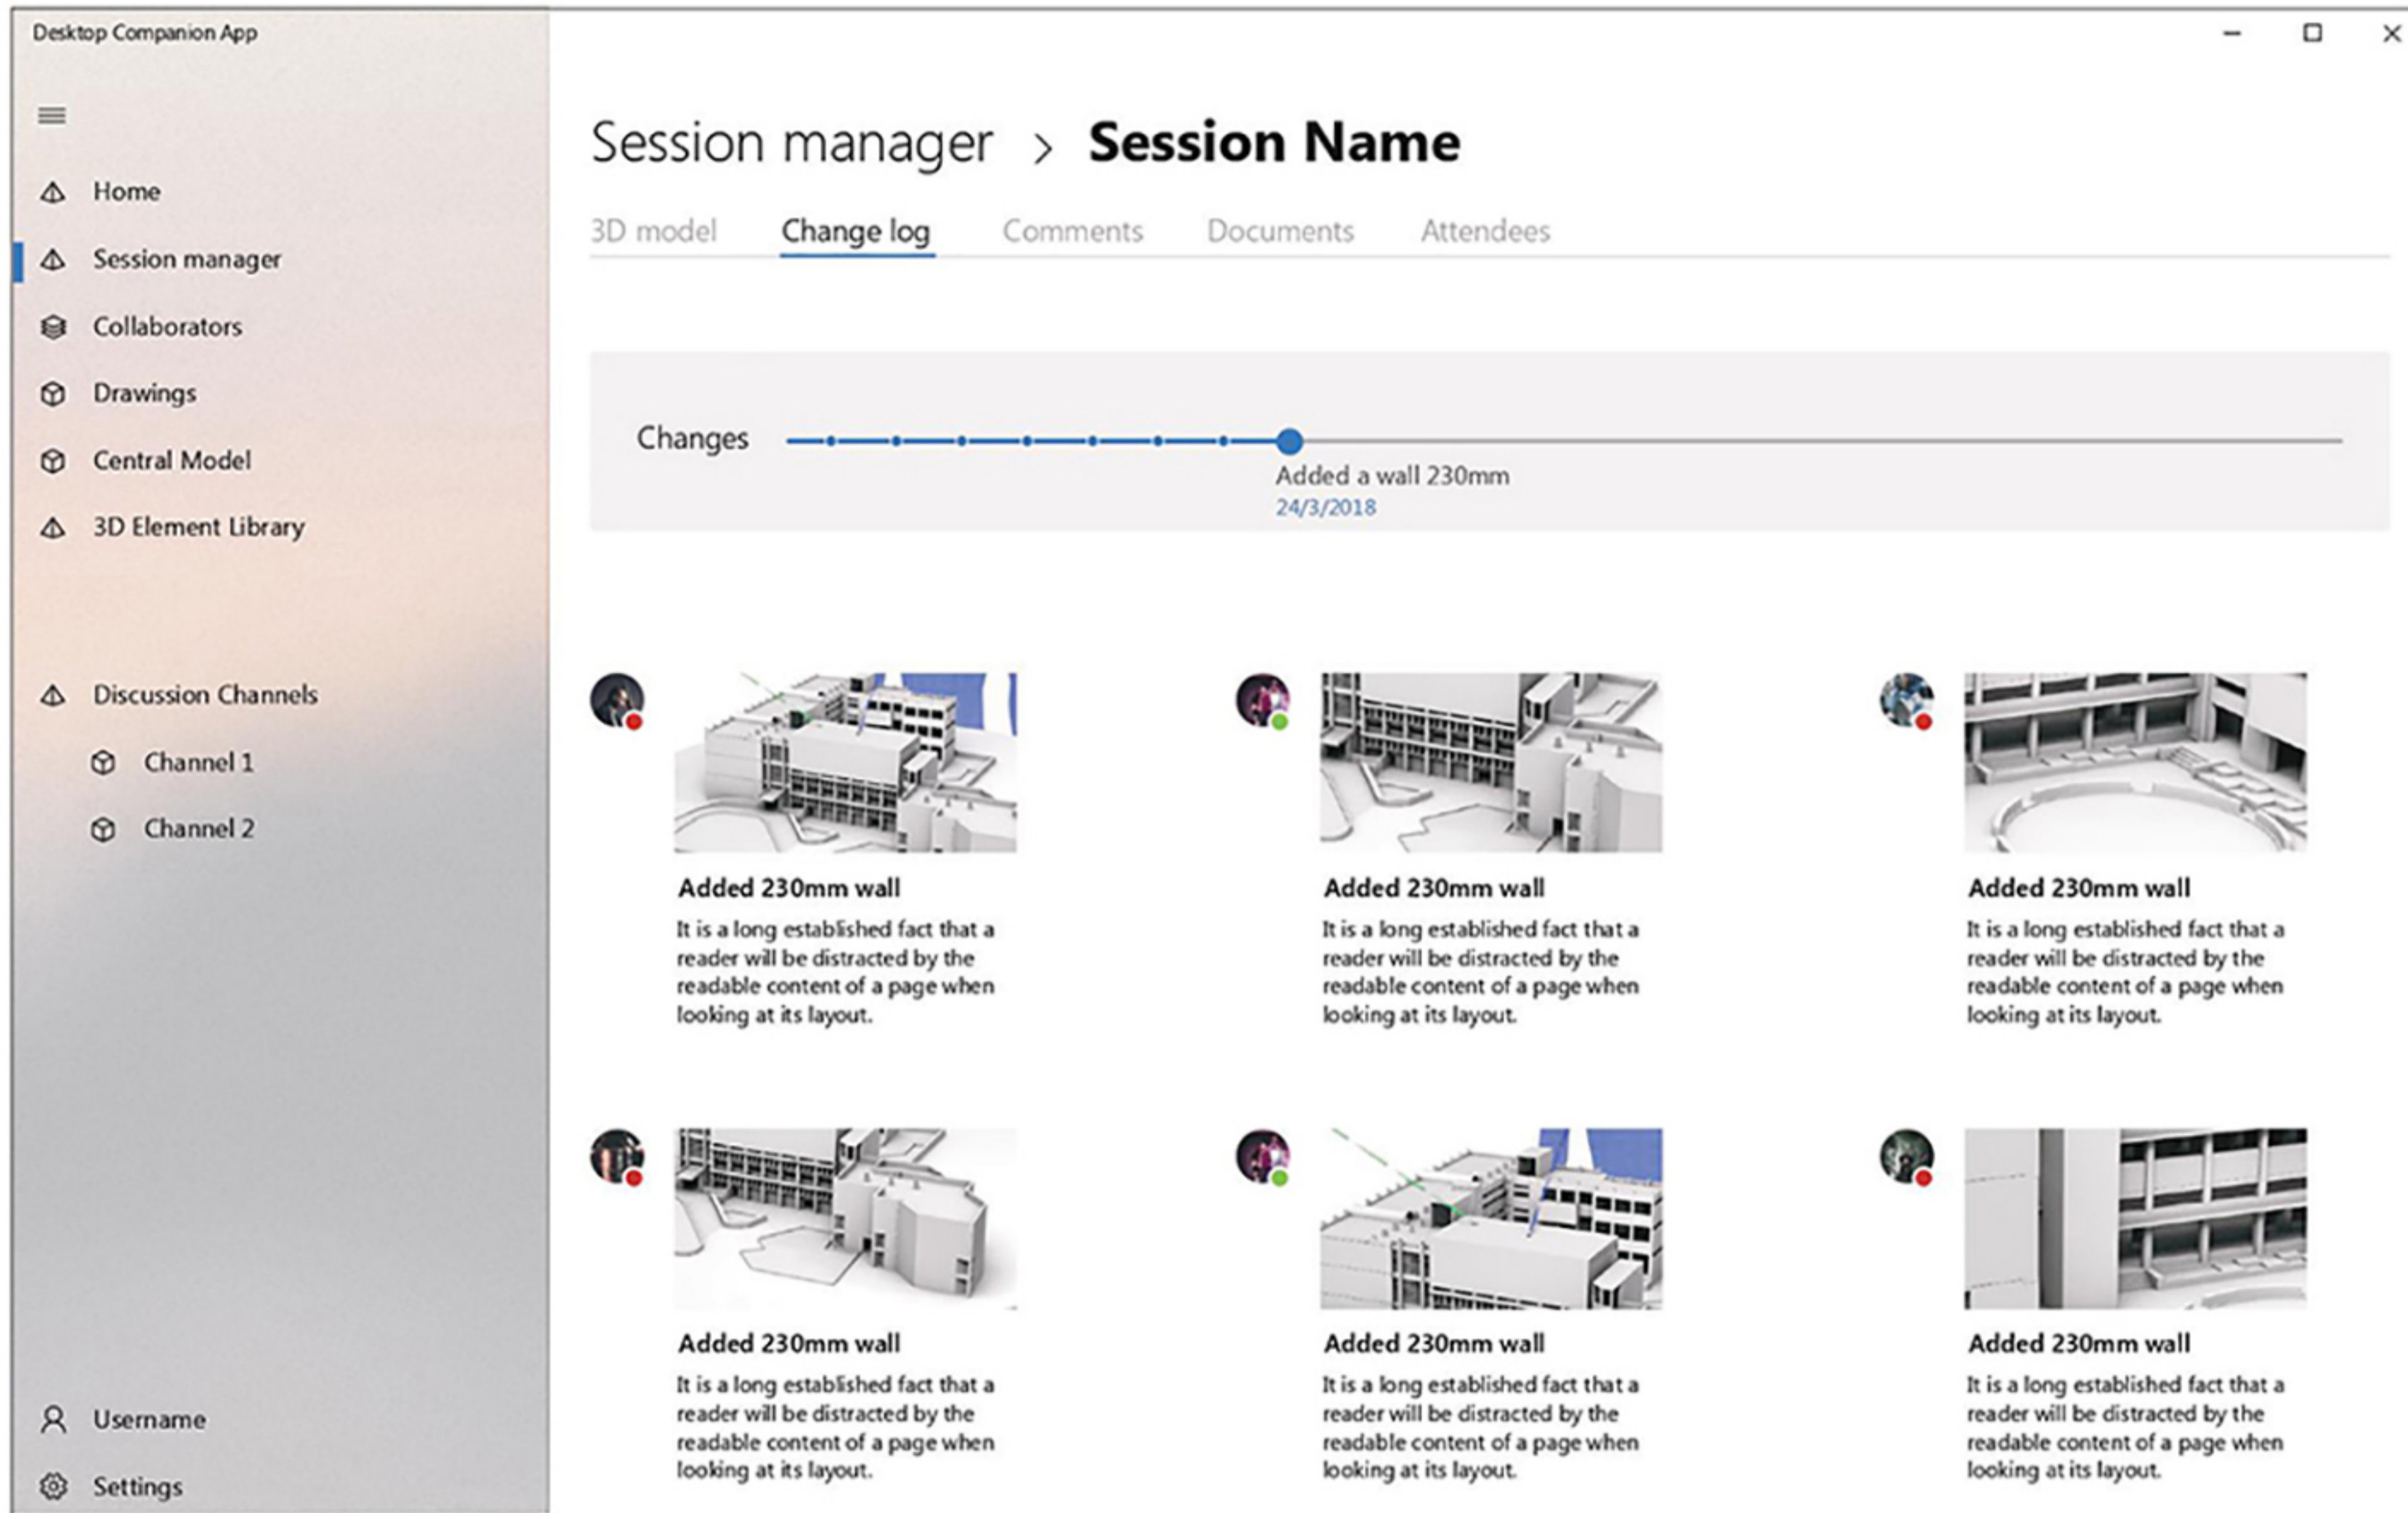 Desktop Companion App
Home
Session manager
Collaborators
Drawings
Central Model
3D Element Library
Discussion Channels
Channel 1
Channel 2
Username
Settings
Session manager > Session Name
3D model Change log Comments Documents Attendees
Changes
Added a wall 230mm
24/3/2018
Added 230mm wall
It is a long established fact that a
reader will be distracted by the
readable content of a page when
looking at its layout.
Added 230mm wall
It is a long established fact that a
reader will be distracted by the
readable content of a page when
looking at its layout.
Added 230mm wall
It is a long established fact that a
reader will be distracted by the
readable content of a page when
looking at its layout.
Added 230mm wall
It is a long established fact that a
reader will be distracted by the
readable content of a page when
looking at its layout.
Added 230mm wall
It is a long established fact that a
reader will be distracted by the
readable content of a page when
looking at its layout.
Added 230mm wall
It is a long established fact that a
reader will be distracted by the
readable content of a page when
looking at its layout.